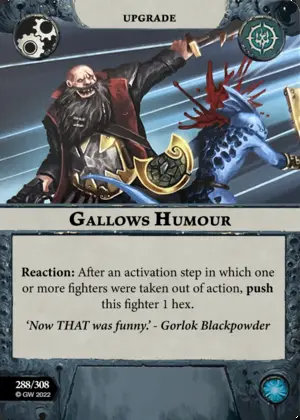 UPGRADE
GALLOWS HUMOUR
Reaction: After an activation step in which one
or more fighters were taken out of action, push
this fighter 1 hex.
‘Now THAT was funny.’ - Gorlok Blackpowder
288/308
© GW 2022